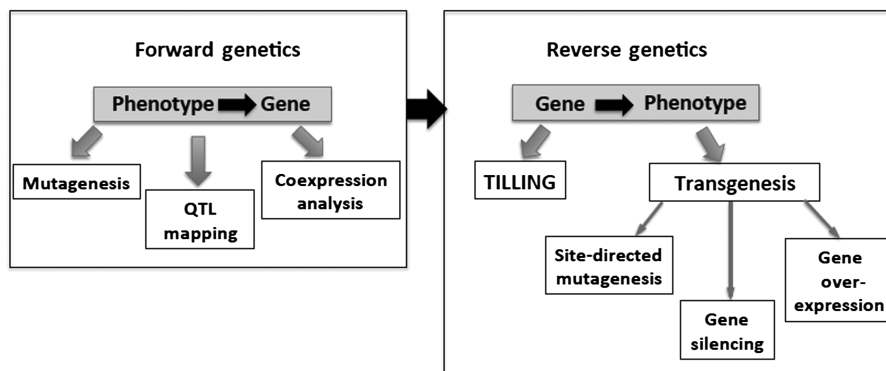 Forward genetics
Phenotype Gene
Mutagenesis
QTL
mapping
Coexpression
analysis
Reverse genetics
Gene Phenotype
TILLING
Transgenesis
Site-directed
mutagenesis
Gene
silencing
Gene
over-
expression